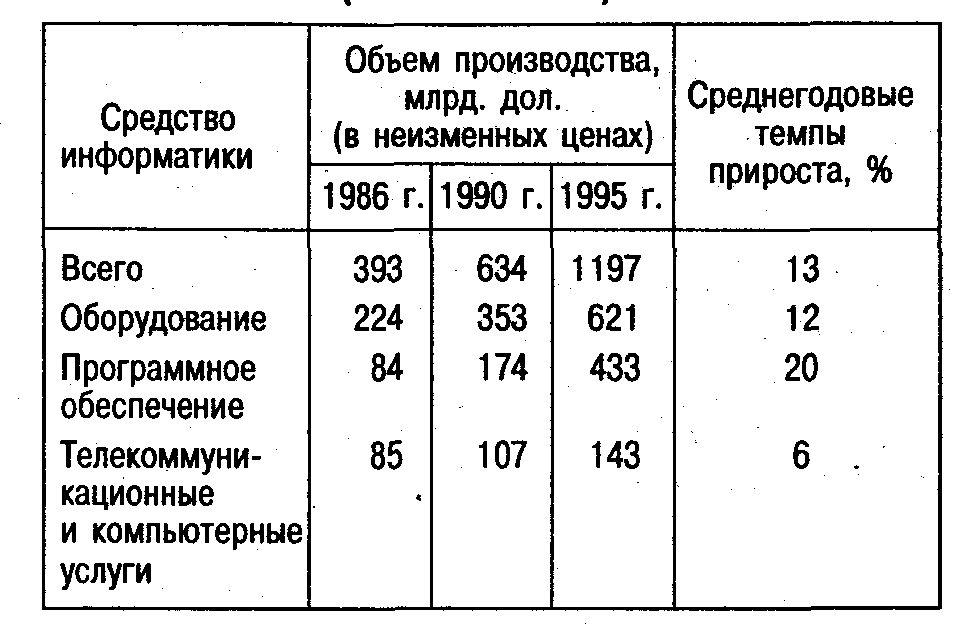 Объем производства,
млрд. дол.
(в неизменных ценах)
Средство
информатики
Среднегодовые
темпы
прироста, %
1986 г. 1990 г. 1995 г.
Всего 393 634 1197 13
Оборудование 224 353 621 12
Программное 84 174 433 20
обеспечение
Телекоммуни- 85 107 143 6
кационные
и компьютерные
услуги